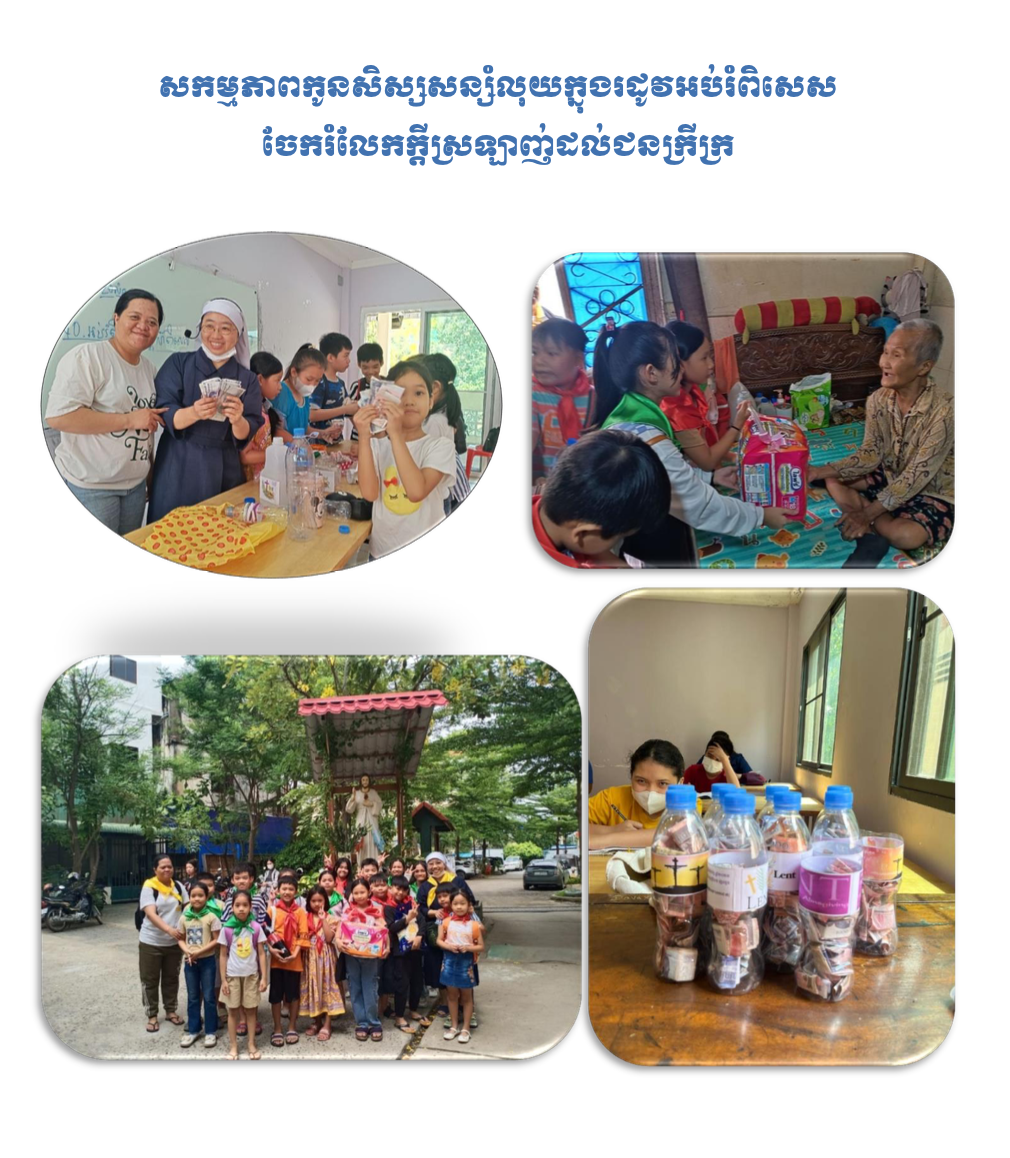 សកម្មភាពកូនសិស្សសន្សំលុយក្នុងរដូវអប់រំពិសេស
ចែករំលែកក្ដីស្រឡាញ់ដល់ជនក្រីក្រ
Lent